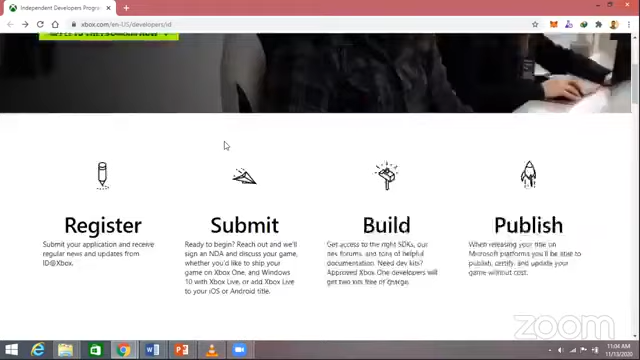 Independent Developers Program
xbox.com/en-US/developers/id
Register
Submit your application and receive
regular news and updates from
ID@Xbox.
Submit
Ready to begin? Reach out and we'll
sign an NDA and discuss your game,
whether you'd like to ship your
game on Xbox One, and Windows
10 with Xbox Live, or add Xbox Live
to your iOS or Android title.
Build
Get access to the right SDKs, our
dev forums, and tons of helpful
documentation. Need dev kits?
Approved Xbox One developers will
get two kits free of charge.
Publish
When releasing your title on
Microsoft platforms you'll be able to
publish, certify, and update your
game without cost.
zoom
11:04 AM
11/13/2020